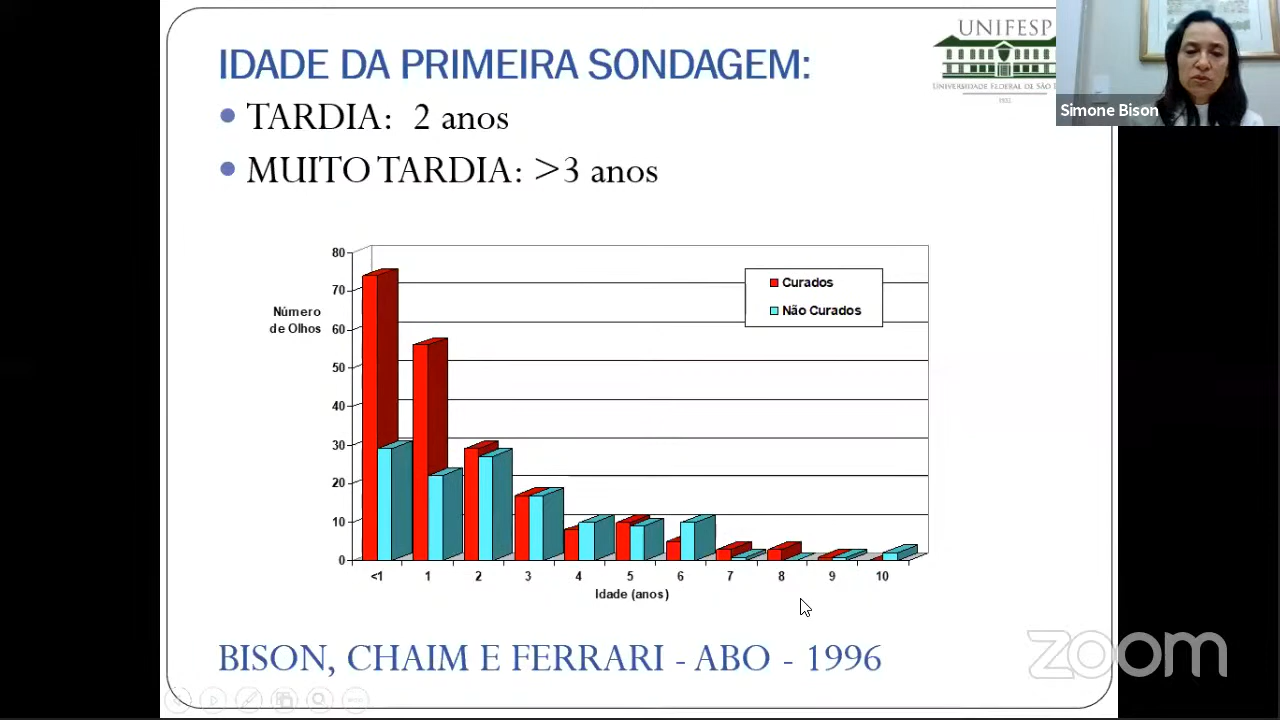 IDADE DA PRIMEIRA SONDAGEM:
UNIFESP
1933
Simone Bison
• TARDIA: 2 anos
• MUITO TARDIA: >3 anos
Número
de Olhos
80
70
60
50
40
30
20
10
0
Curados
Não Curados
<1 1 2 3 4 5 6 7 8 9 10
Idade (anos)
BISON, CHAIM E FERRARI - ABO - 1996
zoom